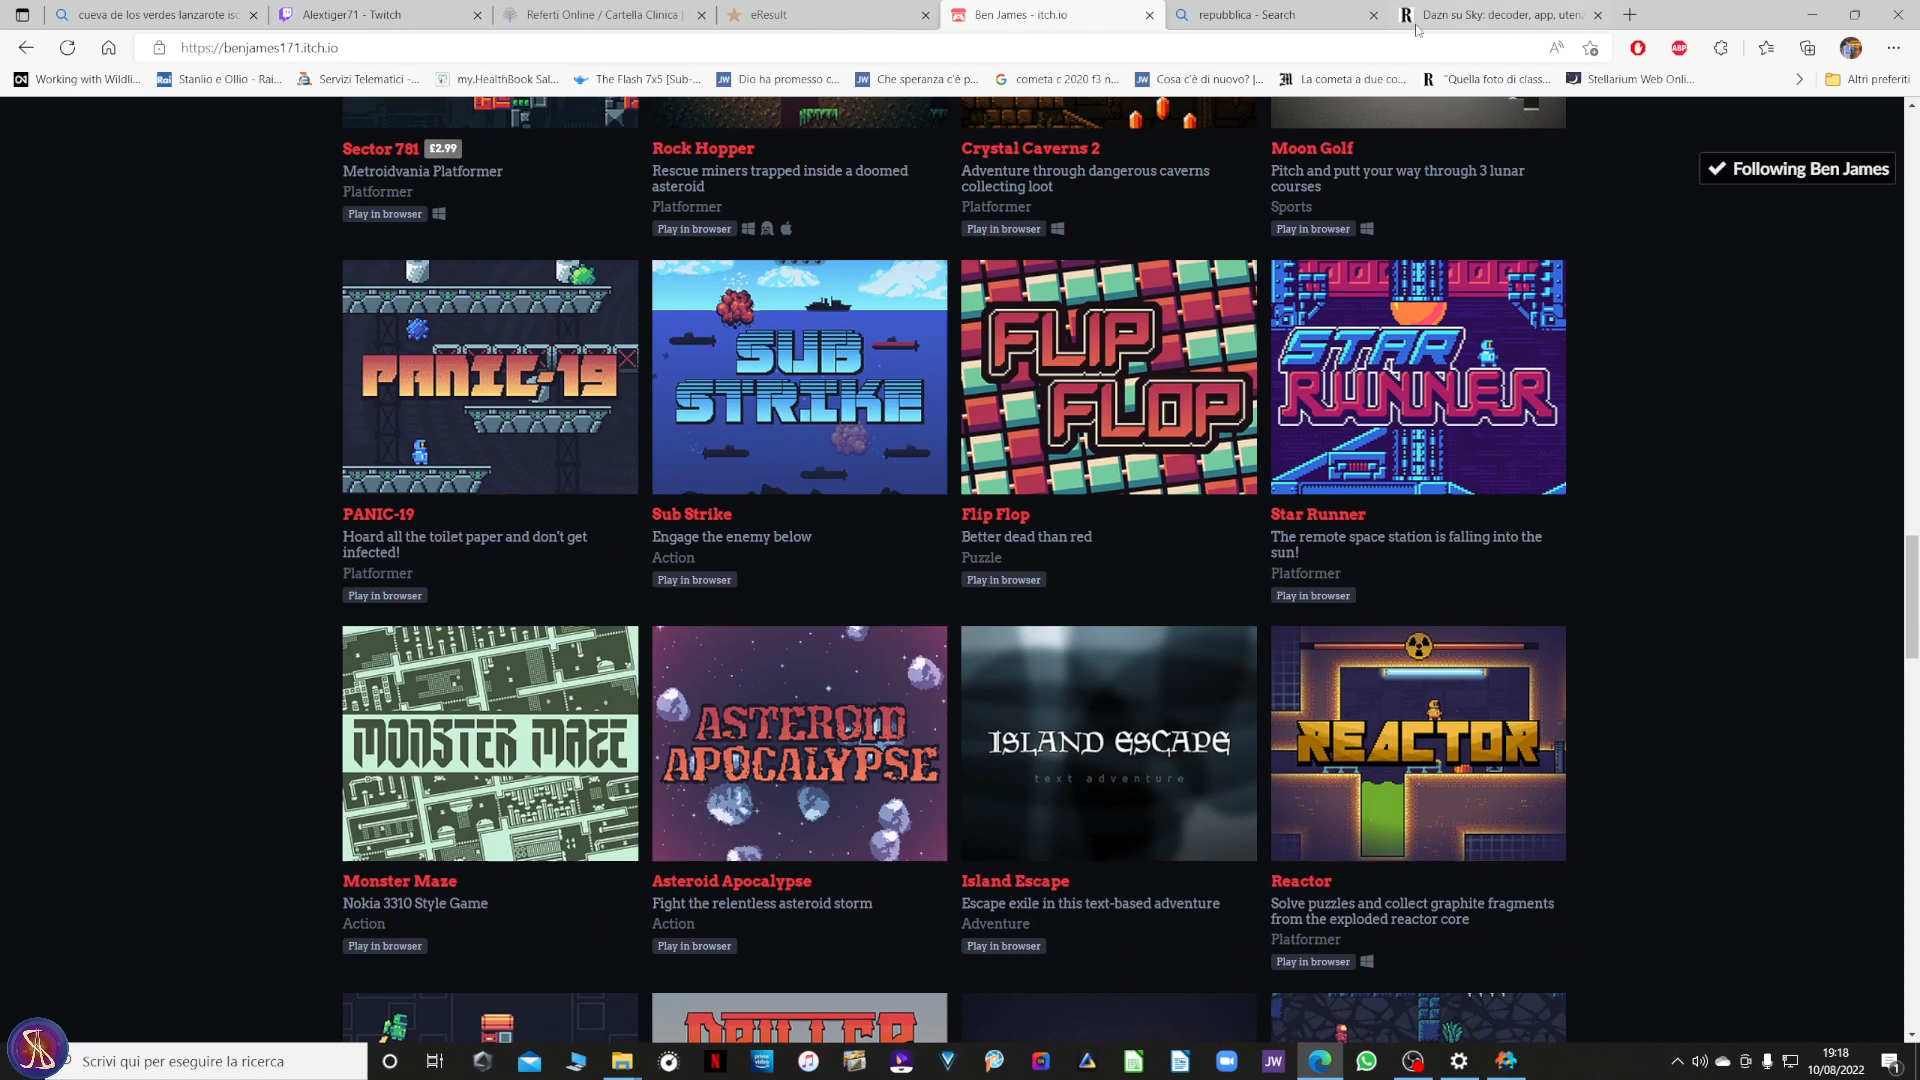 cueva de los verdes lanzarote iso
Alextiger71 - Twitch
Referti Online / Cartella Clinica |
eResult
Ben James - itch.io
repubblica - Search
Dazn su Sky: decoder, app, utenz
https://benjames171.itch.io
Working with Wildli...
Stanlio e Ollio - Rai...
Servizi Telematici -...
my.HealthBook Sal...
The Flash 7x5 [Sub-...
Dio ha promesso c...
Che speranza c'è p...
cometa c 2020 f3 n...
Cosa c'è di nuovo? |...
La cometa a due co...
"Quella foto di class...
Stellarium Web Onli...
Altri preferiti
Following Ben James
Sector 781 £2.99
Metroidvania Platformer
Platformer
Play in browser
Rock Hopper
Rescue miners trapped inside a doomed
asteroid
Platformer
Play in browser
Crystal Caverns 2
Adventure through dangerous caverns
collecting loot
Platformer
Play in browser
Moon Golf
Pitch and putt your way through 3 lunar
courses
Sports
Play in browser
PANIC-19
SUB
STRIKE
FLIP
FLOP
STAR
RUNNER
PANIC-19
Hoard all the toilet paper and don't get
infected!
Platformer
Play in browser
Sub Strike
Engage the enemy below
Action
Play in browser
Flip Flop
Better dead than red
Puzzle
Play in browser
Star Runner
The remote space station is falling into the
sun!
Platformer
Play in browser
MONSTER MAZE
ASTEROID
APOCALYPSE
ISLAND ESCAPE
text adventure
REACTOR
Monster Maze
Nokia 3310 Style Game
Action
Play in browser
Asteroid Apocalypse
Fight the relentless asteroid storm
Action
Play in browser
Island Escape
Escape exile in this text-based adventure
Adventure
Play in browser
Reactor
Solve puzzles and collect graphite fragments
from the exploded reactor core
Platformer
Play in browser
DRILLER
Scrivi qui per eseguire la ricerca
19:18
10/08/2022